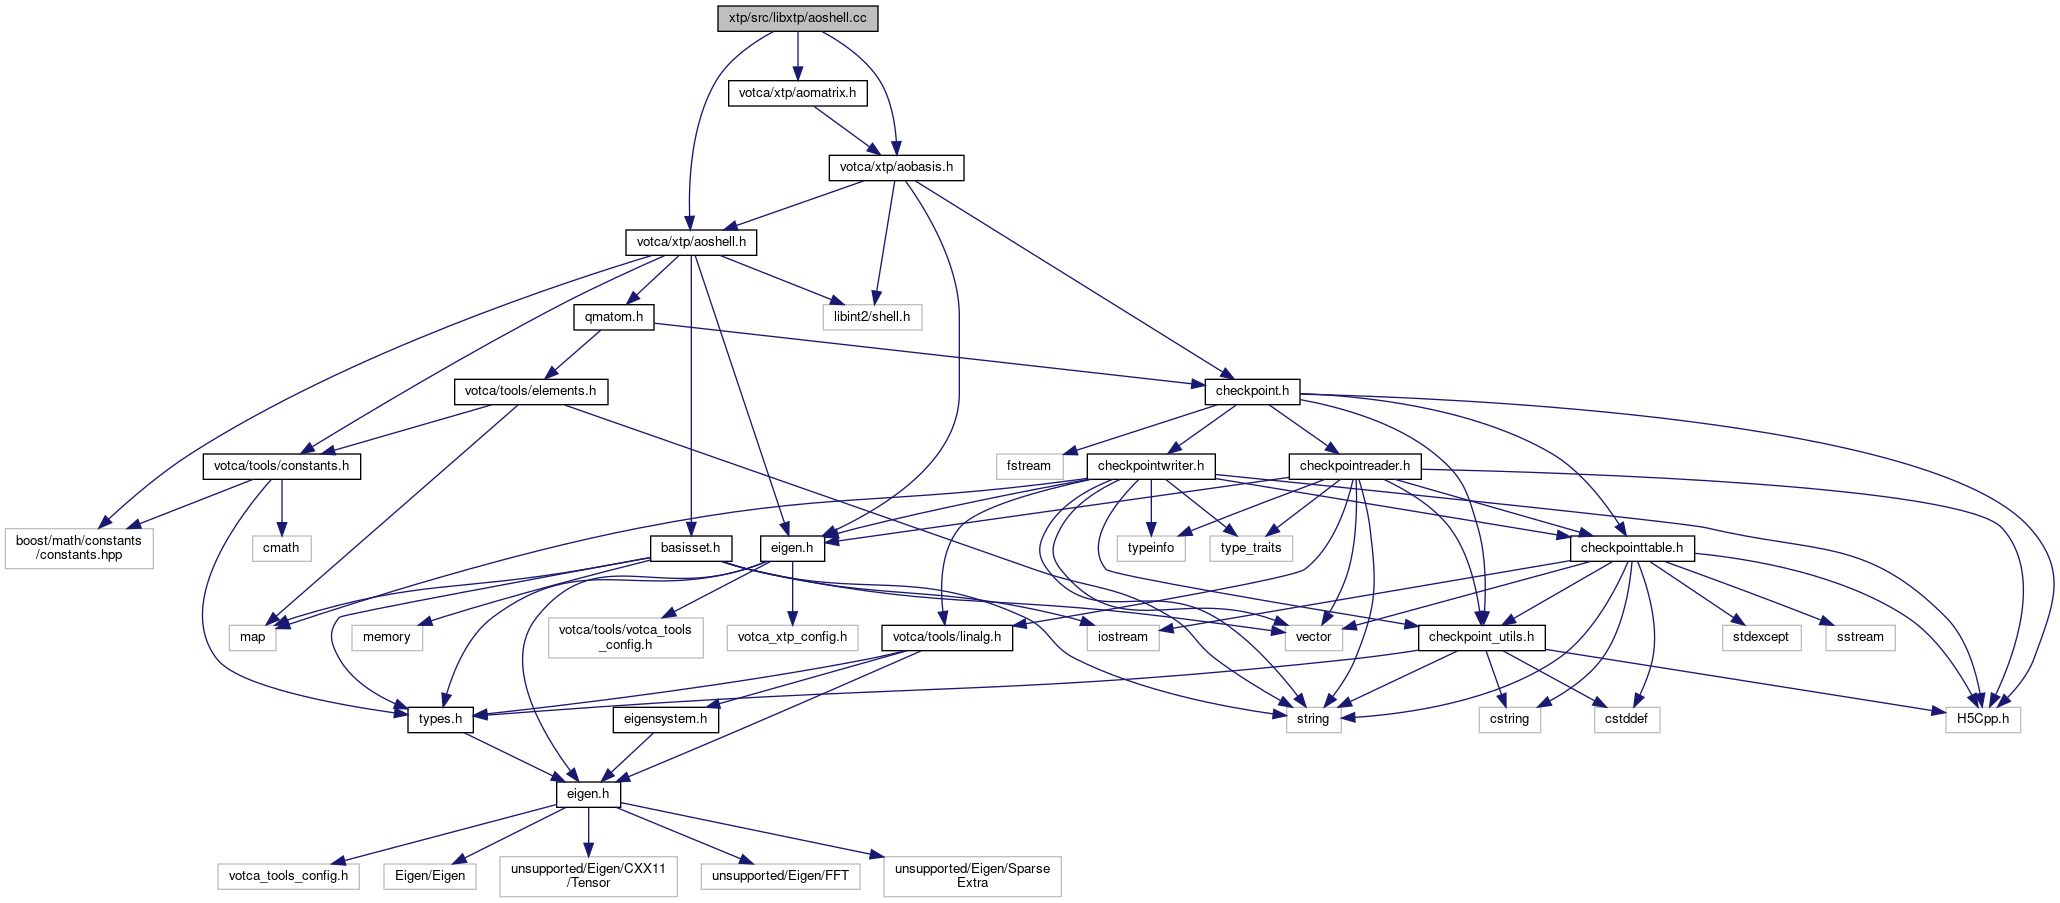 xtp/src/libxtp/aoshell.cc
votca/xtp/aomatrix.h
votca/xtp/aobasis.h
votca/xtp/aoshell.h
qmatom.h
libint2/shell.h
votca/tools/elements.h
checkpoint.h
votca/tools/constants.h
fstream
checkpointwriter.h
checkpointreader.h
boost/math/constants
/constants.hpp
cmath
basisset.h
eigen.h
typeinfo
type_traits
checkpointtable.h
map
memory
votca/tools/votca_tools
_config.h
votca_xtp_config.h
votca/tools/linalg.h
iostream
vector
checkpoint_utils.h
stdexcept
sstream
types.h
eigensystem.h
string
cstring
cstddef
H5Cpp.h
eigen.h
votca_tools_config.h
Eigen/Eigen
unsupported/Eigen/CXX11
/Tensor
unsupported/Eigen/FFT
unsupported/Eigen/Sparse
Extra